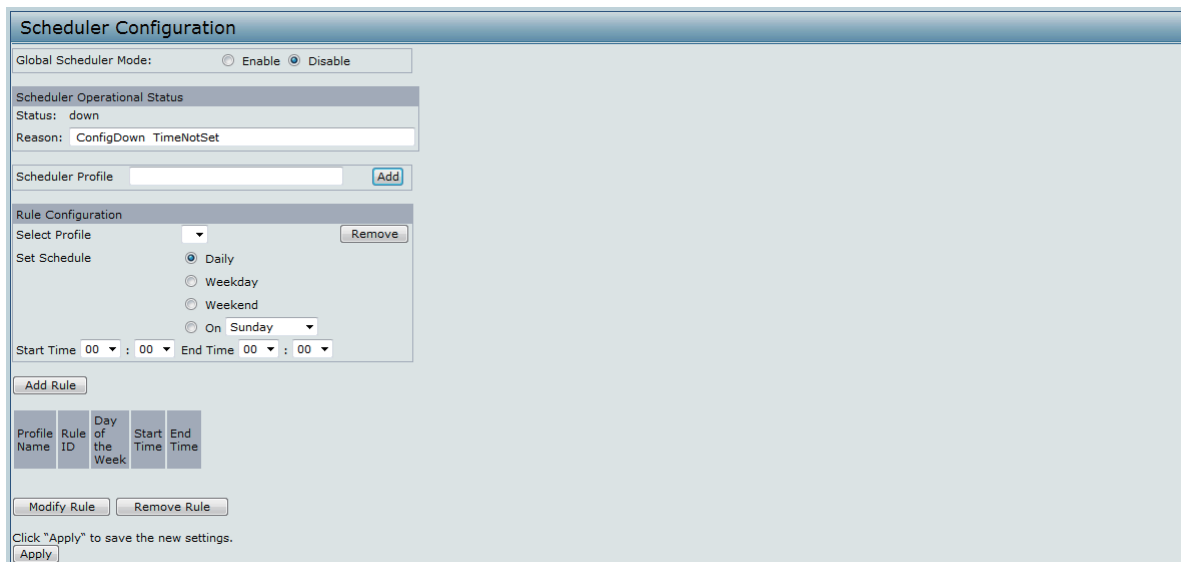 Scheduler Configuration
Global Scheduler Mode: Enable Disable
Scheduler Operational Status
Status: down
Reason: ConfigDown TimeNotSet
Scheduler Profile Add
Rule Configuration
Select Profile Remove
Set Schedule Daily
Weekday
Weekend
On Sunday
Start Time 00 : 00 End Time 00 : 00
Add Rule
Profile Name Rule ID Day of the Week Start Time End Time
Modify Rule Remove Rule
Click "Apply" to save the new settings.
Apply